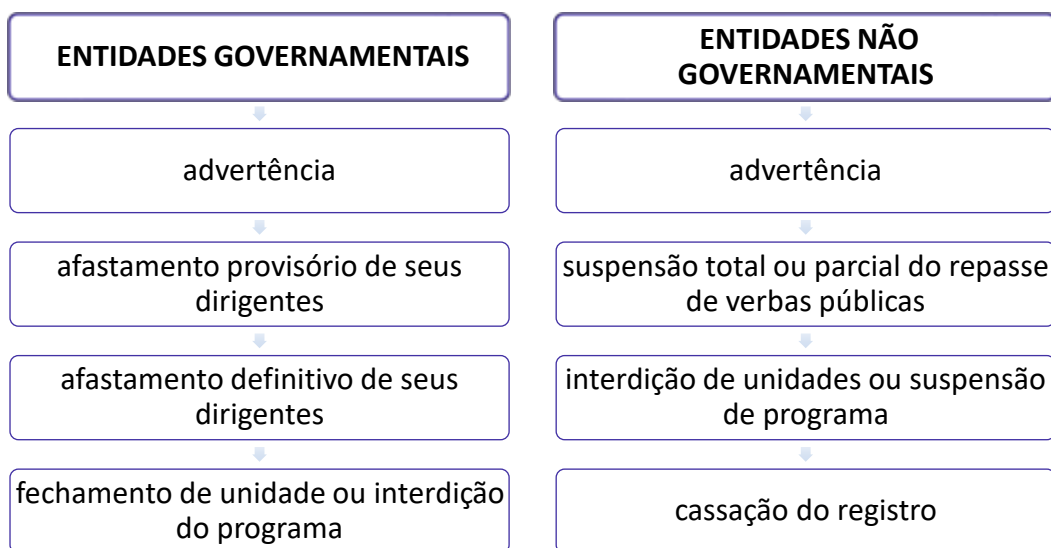 ENTIDADES GOVERNAMENTAIS
advertência
afastamento provisório de seus
dirigentes
afastamento definitivo de seus
dirigentes
fechamento de unidade ou interdição
do programa
ENTIDADES NÃO
GOVERNAMENTAIS
advertência
suspensão total ou parcial do repasse
de verbas públicas
interdição de unidades ou suspensão
de programa
cassação do registro